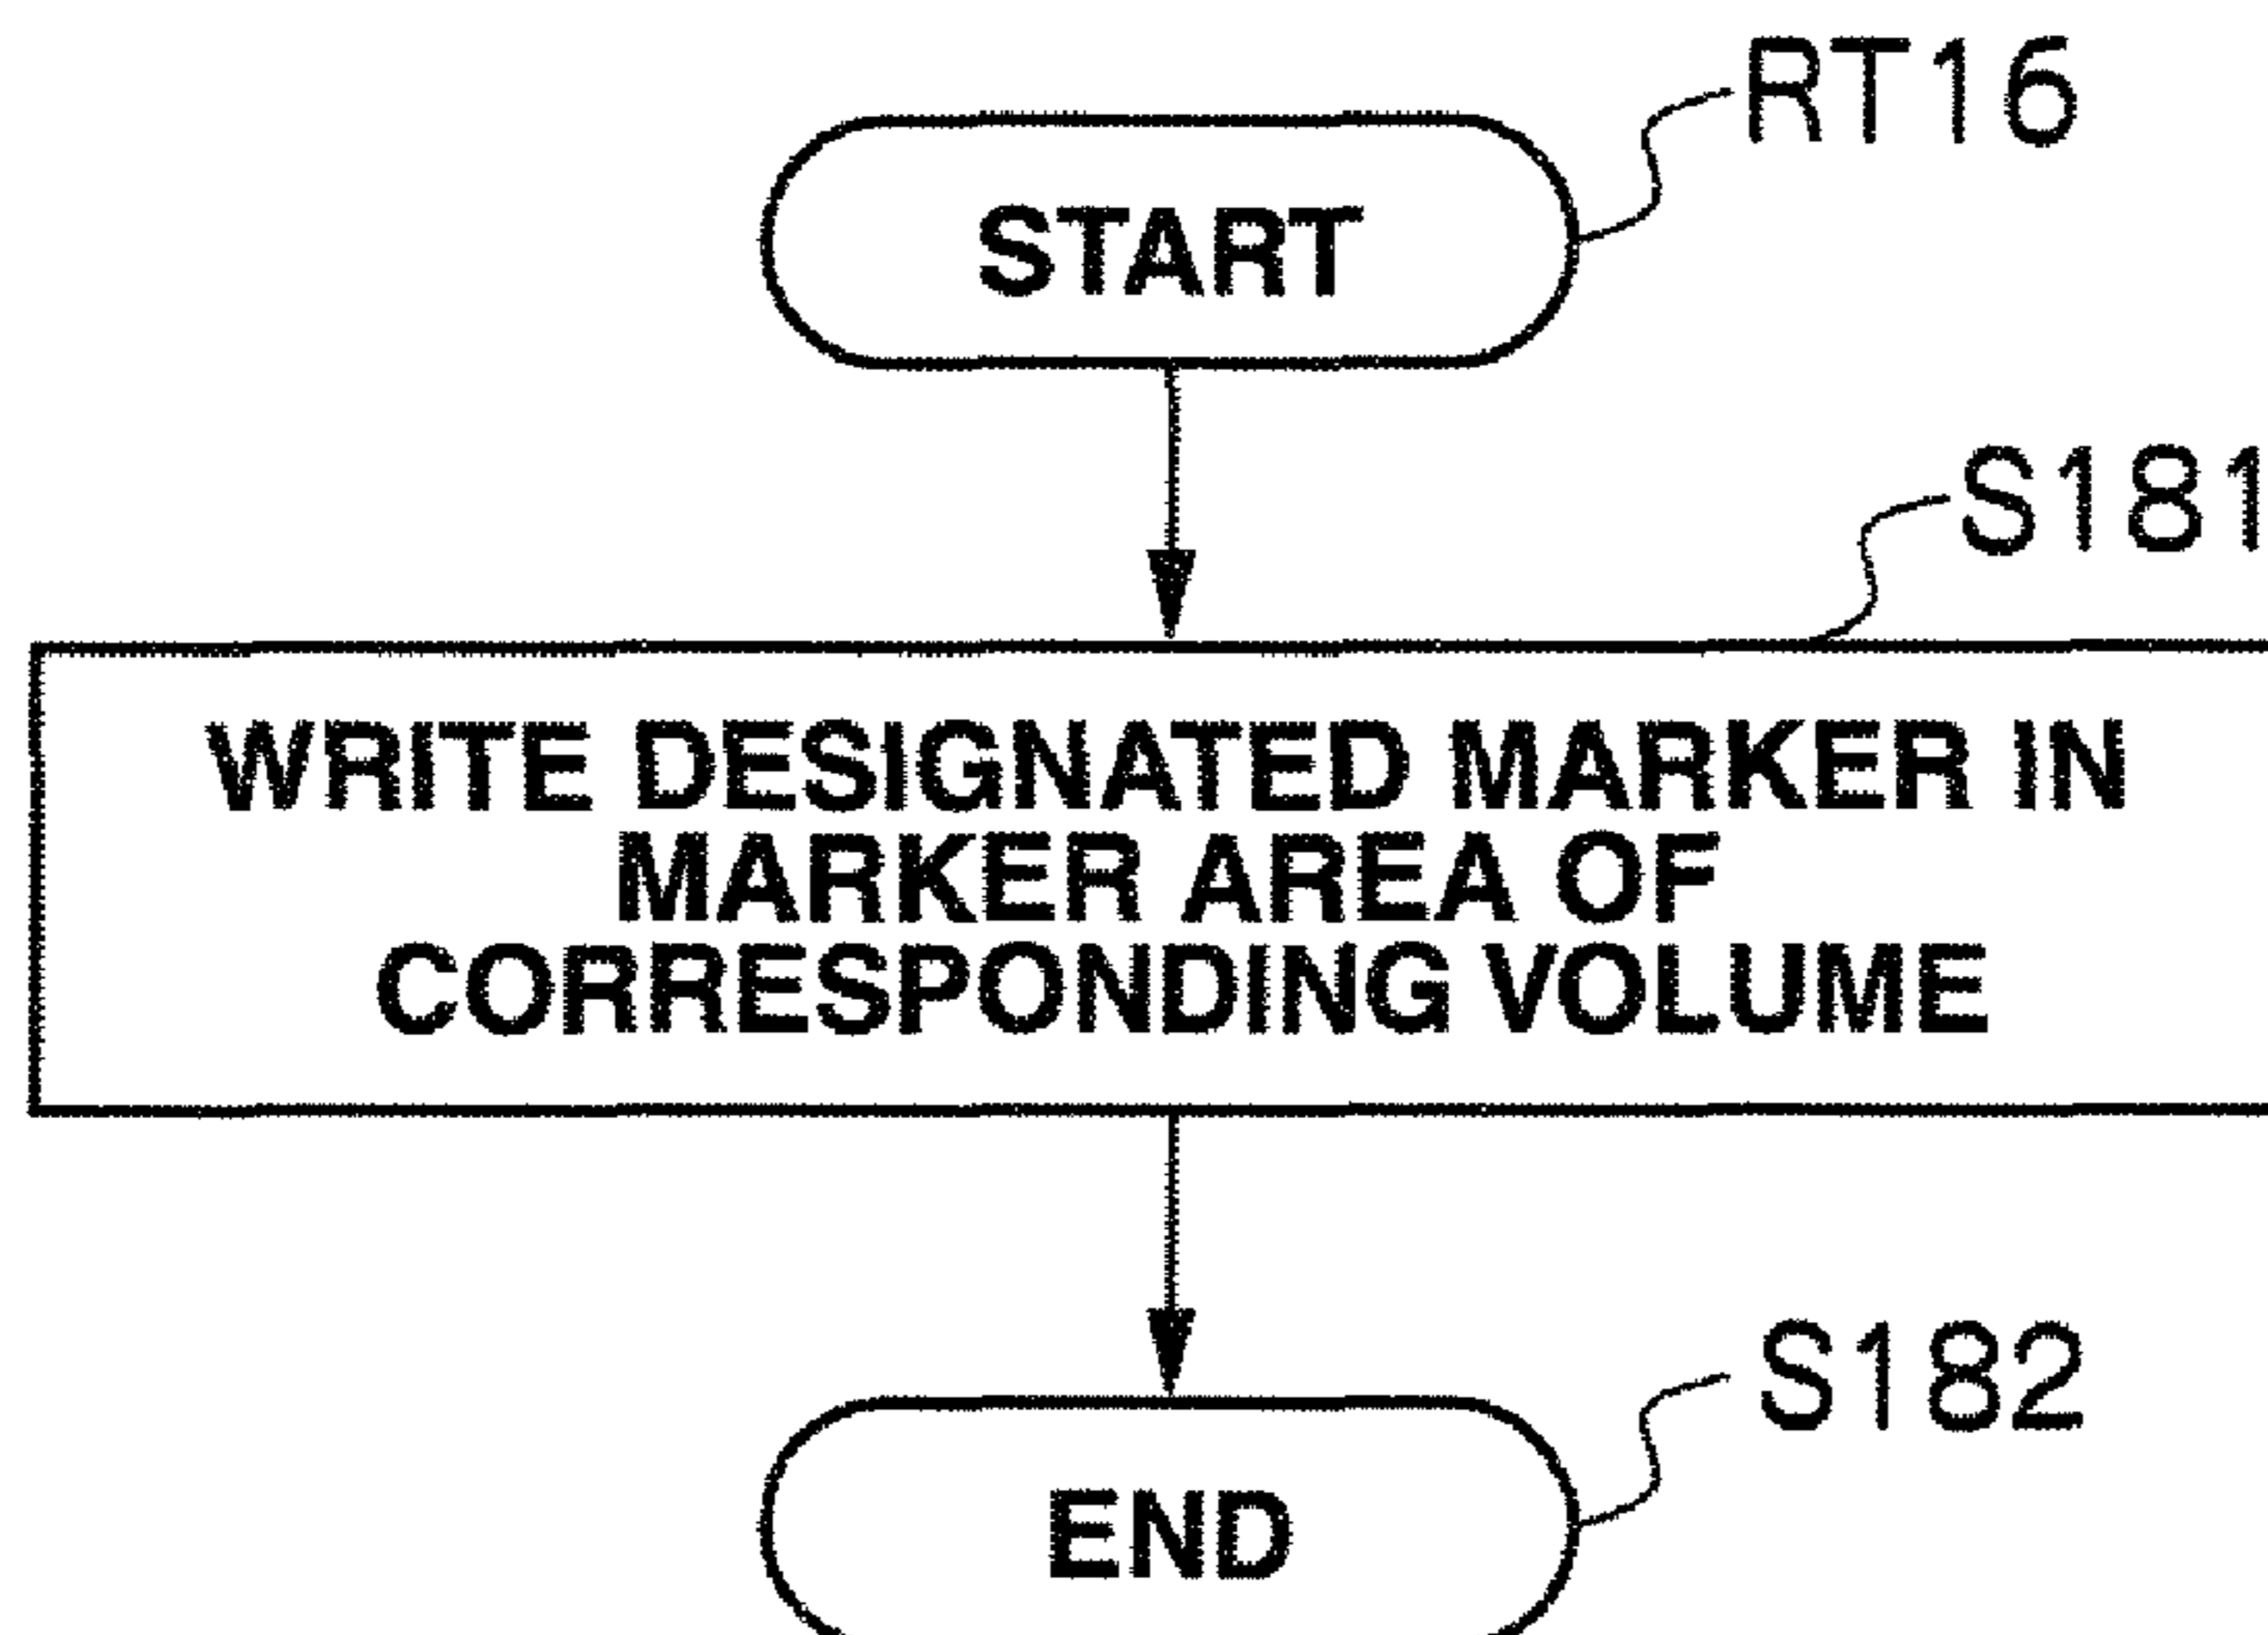 RT16
START
S181
WRITE DESIGNATED MARKER IN
MARKER AREA OF
CORRESPONDING VOLUME
S182
END